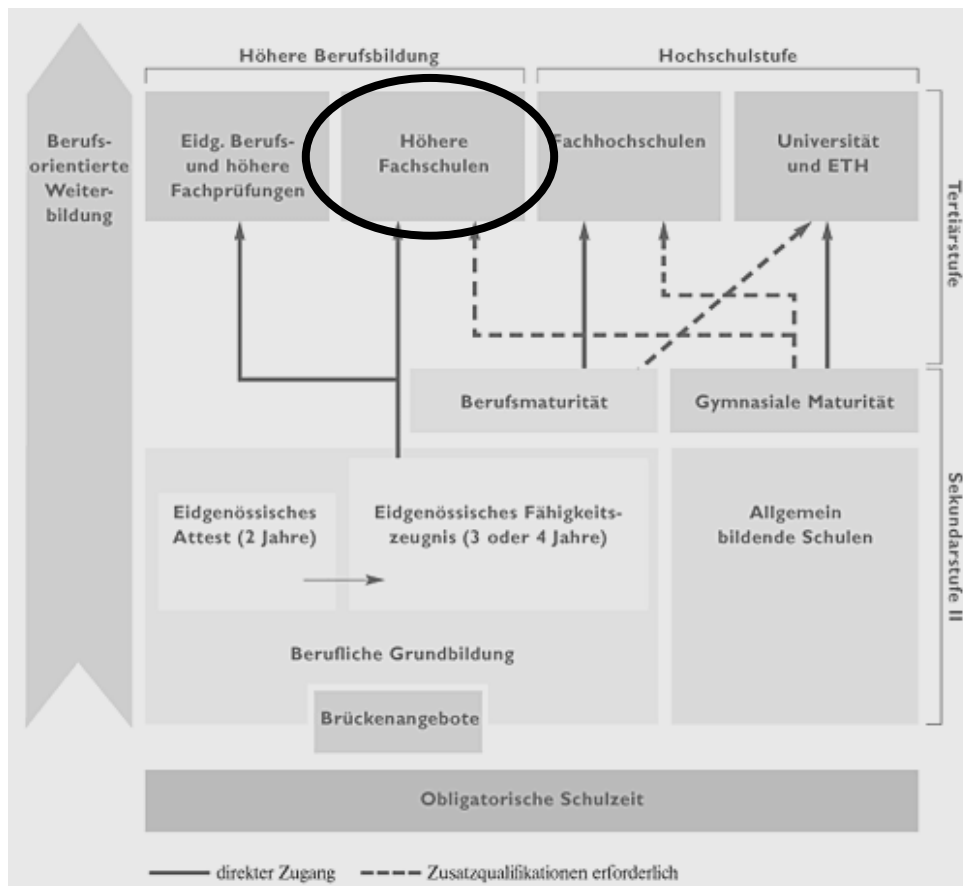 Höhere Berufsbildung
Hochschulstufe
Berufs-
orientierte
Weiter-
bildung
Eidg. Berufs-
und höhere
Fachprüfungen
Höhere
Fachschulen
Fachhochschulen
Universität
und ETH
Tertiärstufe
Berufsmaturität
Gymnasiale Maturität
Eidgenössisches
Attest (2 Jahre)
Eidgenössisches Fähigkeits-
zeugnis (3 oder 4 Jahre)
Allgemein
bildende Schulen
Sekundarstufe II
Berufliche Grundbildung
Brückenangebote
Obligatorische Schulzeit
direkter Zugang
Zusatzqualifikationen erforderlich